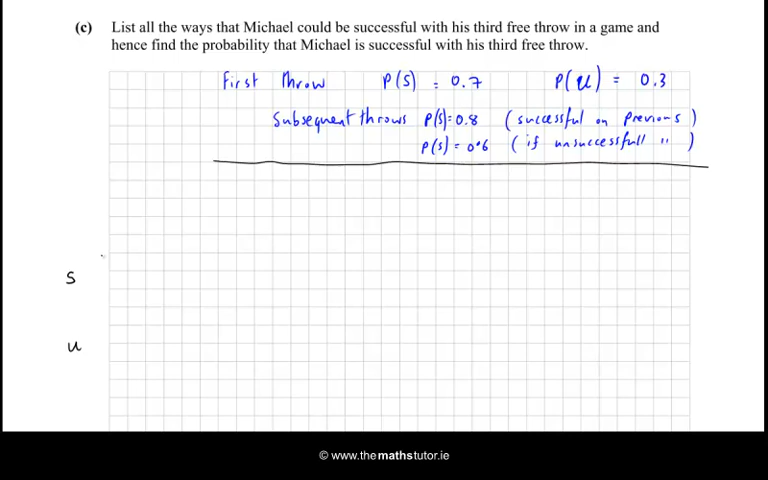 (c) List all the ways that Michael could be successful with his third free throw in a game and
hence find the probability that Michael is successful with his third free throw.
First Throw P(S) = 0.7 P(U) = 0.3
Subsequent throws P(S)=0.8 (successful on previous)
P(s) = 0.6 (if unsuccessfull ")
S
u
© www.themathstutor.ie